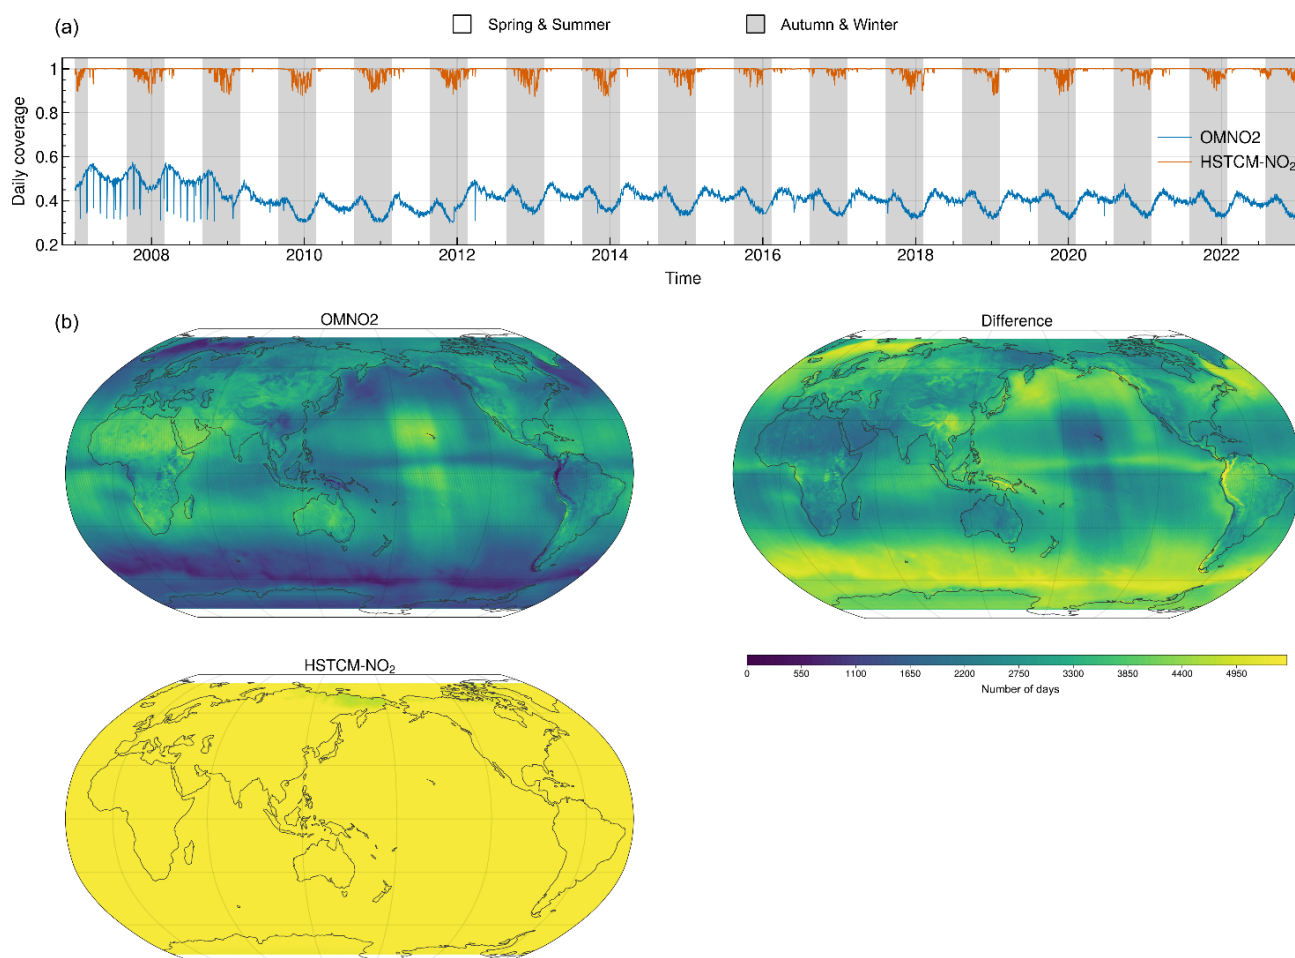 (a)
Spring & Summer
Autumn & Winter
1
0.8
0.6
0.4
0.2
Daily coverage
OMNO2
HSTCM-NO₂
2008 2010 2012 2014 2016 2018 2020 2022
Time
(b)
OMNO2
Difference
HSTCM-NO₂
0 550 1100 1650 2200 2750 3300 3850 4400 4950
Number of days